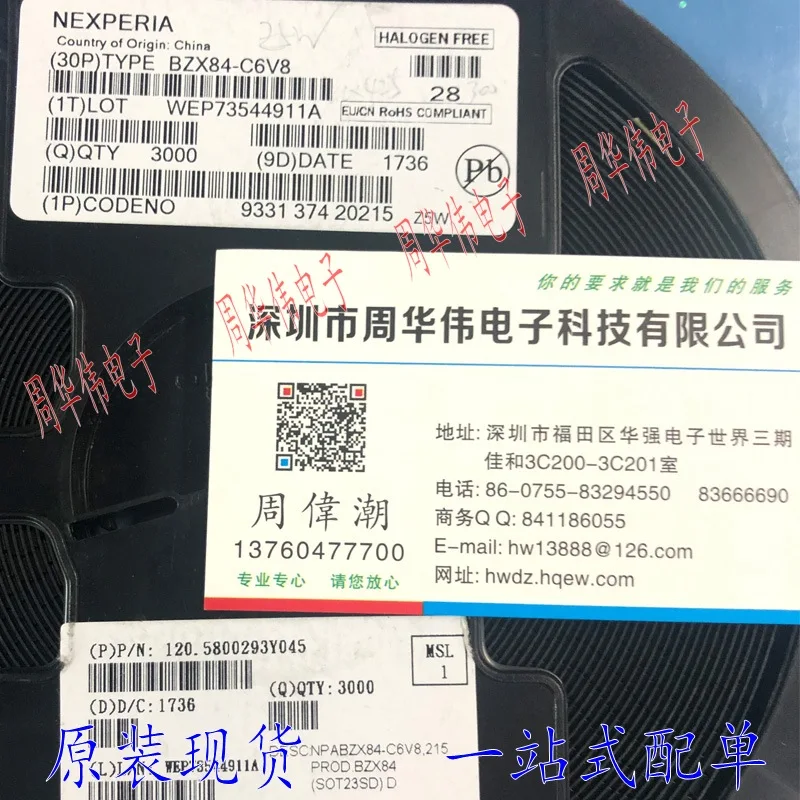 NEXPERIA
Country of Origin: China
HALOGEN FREE
(30P)TYPE BZX84-C6V8
28
(1T)LOT WEP73544911A
EU/CN RoHS COMPLIANT
(Q)QTY 3000 (9D)DATE 1736
Pb
(1P)CODENO 9331 374 20215 Z5W
周华伟电子
周华伟电子
周华伟电子
周华伟电子
你的要求就是我们的服务
深圳市周华伟电子科技有限公司
地址: 深圳市福田区华强电子世界三期
佳和3C200-3C201室
电话: 86-0755-83294550 83666690
商务QQ: 841186055
E-mail: hw13888@126.com
网址: hwdz.hqew.com
周偉潮
13760477700
专业专心 请您放心
(P)P/N: 120.5800293Y045
MSL
1
(Q)QTY:3000
(D)D/C:1736
SCNPABZX84-C6V8,215
(L)L/N: WEP73544911A
PROD.BZX84
(SOT23SD) D
原装现货 一站式配单